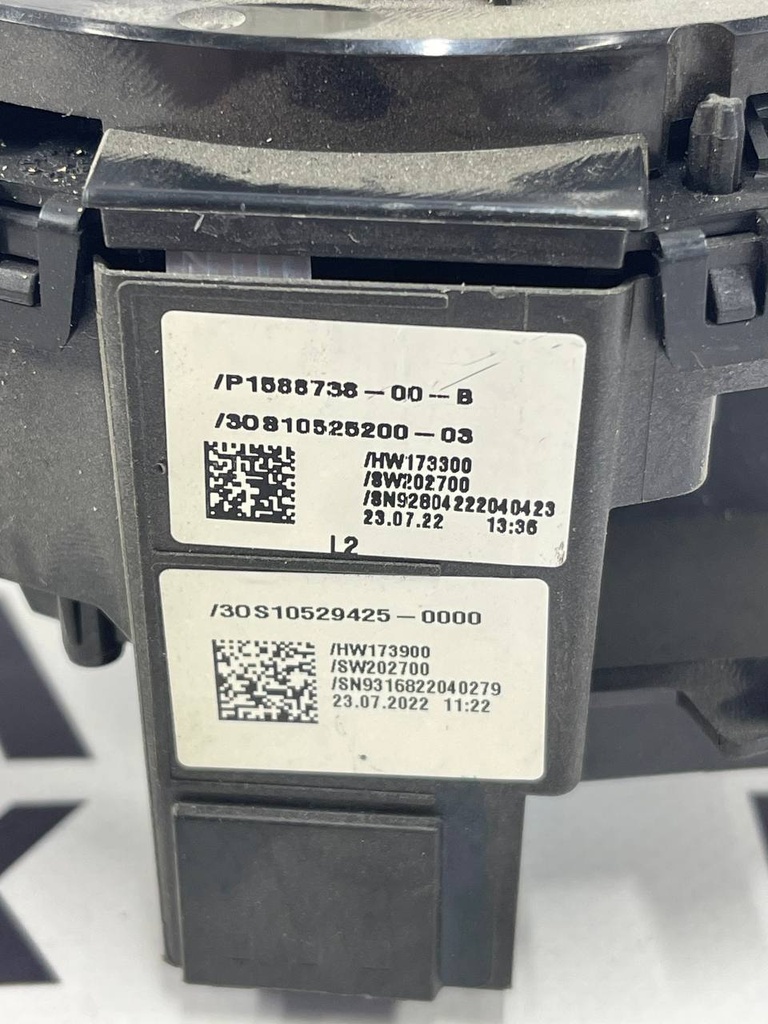 /P1588738-00-B
/30S10525200-03
/HW173300
/SW202700
/SN92804222040423
23.07.22 13:36
L2
/30S10529425-0000
/HW173900
/SW202700
/SN9316822040279
23.07.2022 11:22